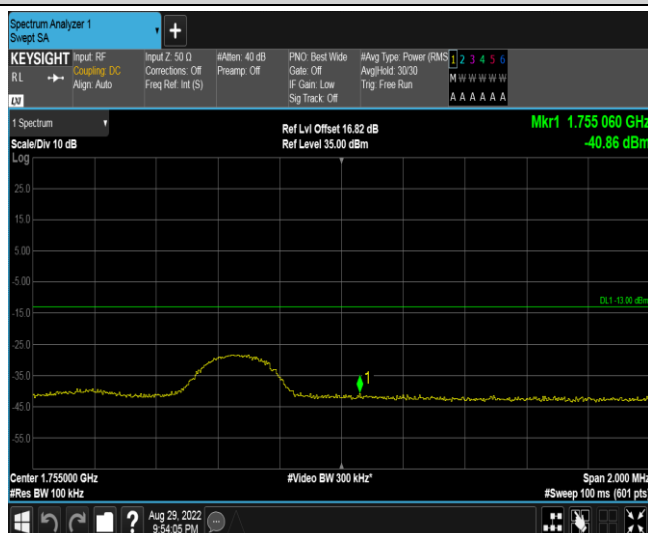 Spectrum Analyzer 1
Swept SA
KEYSIGHT
RL
Input: RF
Coupling: DC
Align: Auto
Input Z: 50 Ω
Corrections: Off
Freq Ref: Int (S)
#Atten: 40 dB
Preamp: Off
PNO: Best Wide
Gate: Off
IF Gain: Low
Sig Track: Off
#Avg Type: Power (RMS
Avg|Hold: 30/30
Trig: Free Run
1 2 3 4 5 6
M W W W W W
A A A A A A
1 Spectrum
Scale/Div 10 dB
Ref Lvl Offset 16.82 dB
Ref Level 35.00 dBm
Mkr1 1.755 060 GHz
-40.86 dBm
Log
25.0
15.0
5.00
-5.00
DL1 -13.00 dBm
-15.0
-25.0
-35.0
1
-45.0
-55.0
Center 1.755000 GHz
#Video BW 300 kHz*
Span 2.000 MHz
#Res BW 100 kHz
#Sweep 100 ms (601 pts)
Aug 29, 2022
9:54:05 PM